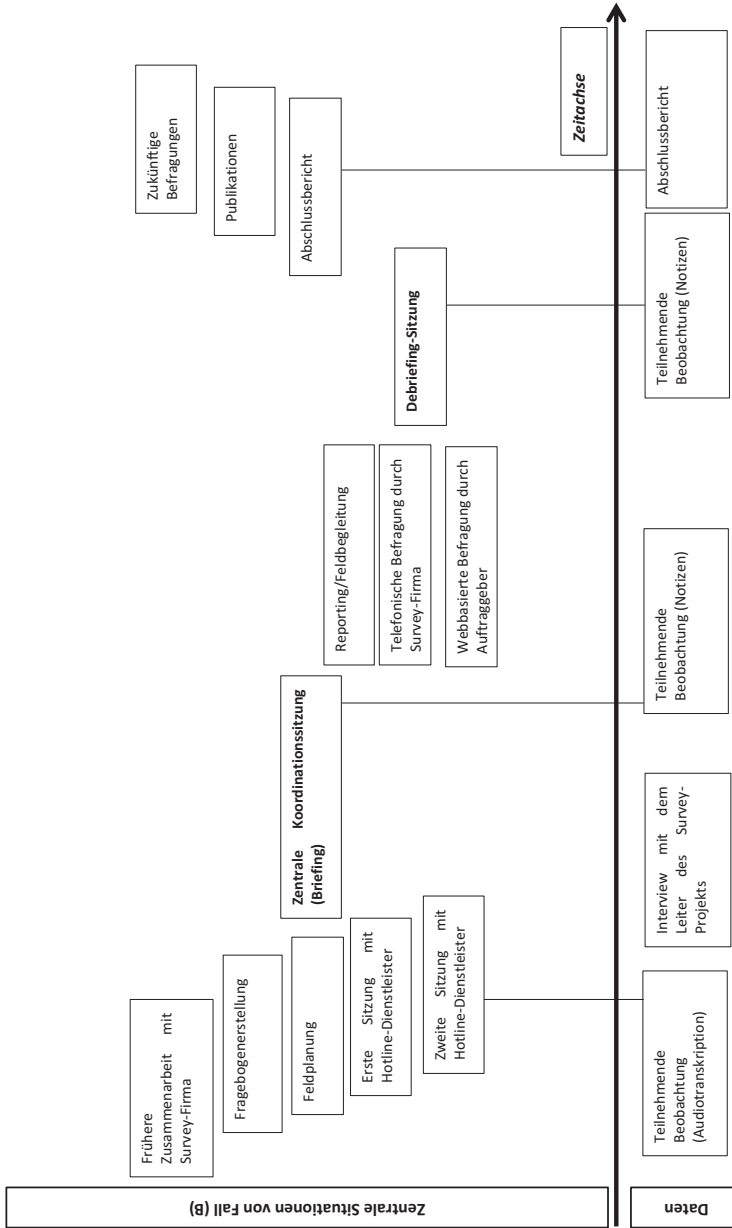 Zentrale Situationen von Fall (B)
Frühere
Zusammenarbeit mit
Survey-Firma
Fragebogenerstellung
Feldplanung
Erste Sitzung mit
Hotline-Dienstleister
Zweite Sitzung mit
Hotline-Dienstleister
Zentrale Koordinationssitzung
(Briefing)
Reporting/Feldbegleitung
Telefonische Befragung durch
Survey-Firma
Webbasierte Befragung durch
Auftraggeber
Debriefing-Sitzung
Zukünftige
Befragungen
Publikationen
Abschlussbericht
Zeitachse
Daten
Teilnehmende
Beobachtung
(Audiotranskription)
Interview mit dem
Leiter des Survey-
Projekts
Teilnehmende
Beobachtung (Notizen)
Teilnehmende
Beobachtung (Notizen)
Abschlussbericht